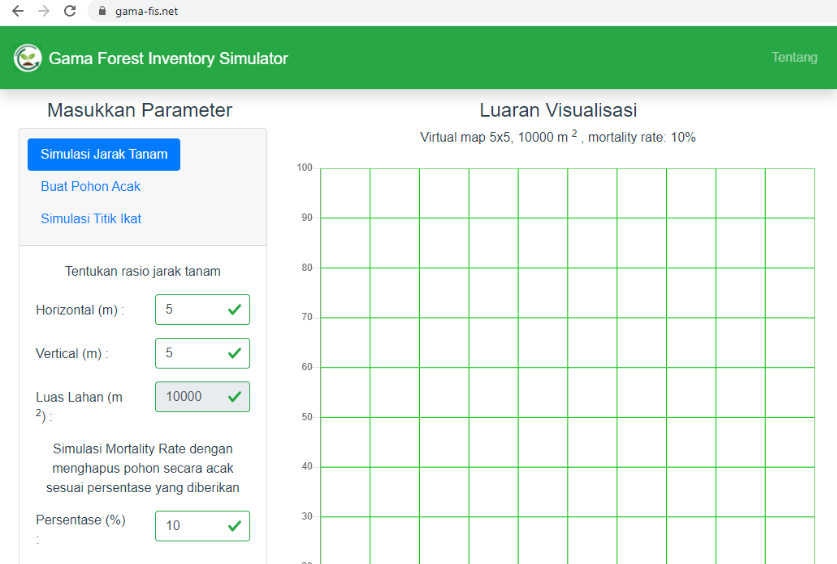 gama-fis.net
Gama Forest Inventory Simulator
Tentang
Masukkan Parameter
Simulasi Jarak Tanam
Buat Pohon Acak
Simulasi Titik Ikat
Tentukan rasio jarak tanam
Horizontal (m) :
5
Vertical (m) :
5
Luas Lahan (m
2) :
10000
Simulasi Mortality Rate dengan
menghapus pohon secara acak
sesuai persentase yang diberikan
Persentase (%)
:
10
Luaran Visualisasi
Virtual map 5x5, 10000 m 2 , mortality rate: 10%
100
90
80
70
60
50
40
30